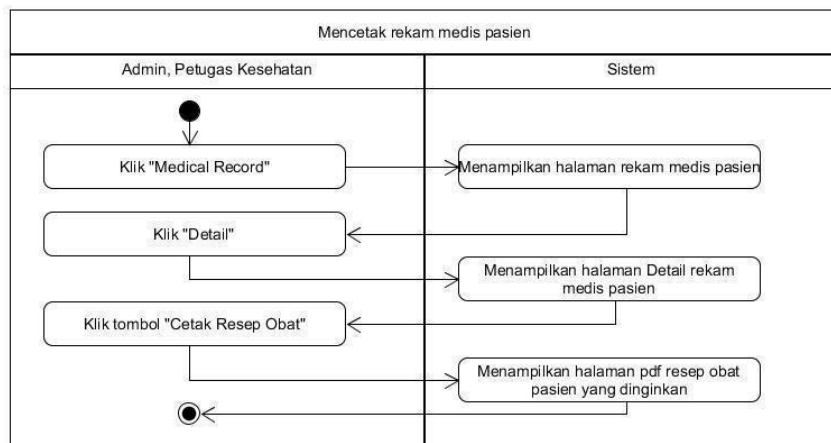 Mencetak rekam medis pasien
Admin, Petugas Kesehatan
Sistem
Klik "Medical Record"
Menampilkan halaman rekam medis pasien
Klik "Detail"
Menampilkan halaman Detail rekam
medis pasien
Klik tombol "Cetak Resep Obat"
Menampilkan halaman pdf resep obat
pasien yang dinginkan